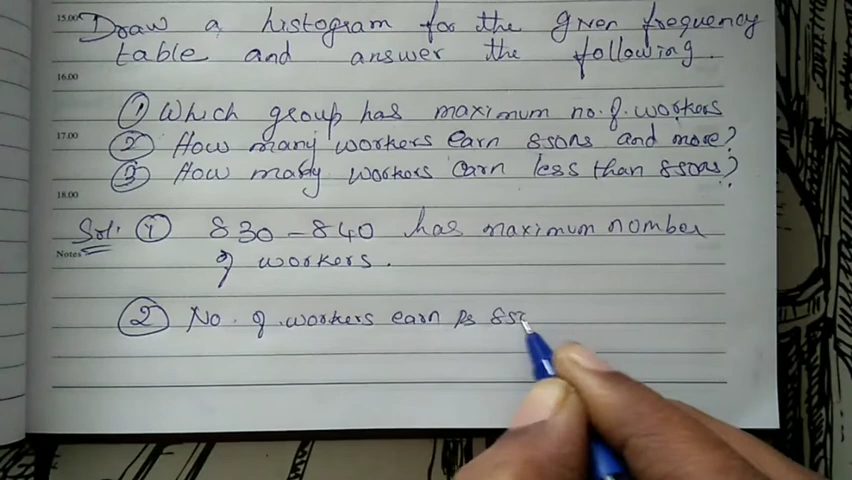 15.00
Draw a histogram for the given frequency
table and answer the following.
16.00
① Which group has maximum no. of workers
17.00
② How many workers earn 850rs and more?
③ How many workers earn less than 850rs?
18.00
Sol: ① 830 - 840 has maximum nomber
Notes
of workers.
② No. of workers earn Rs 850